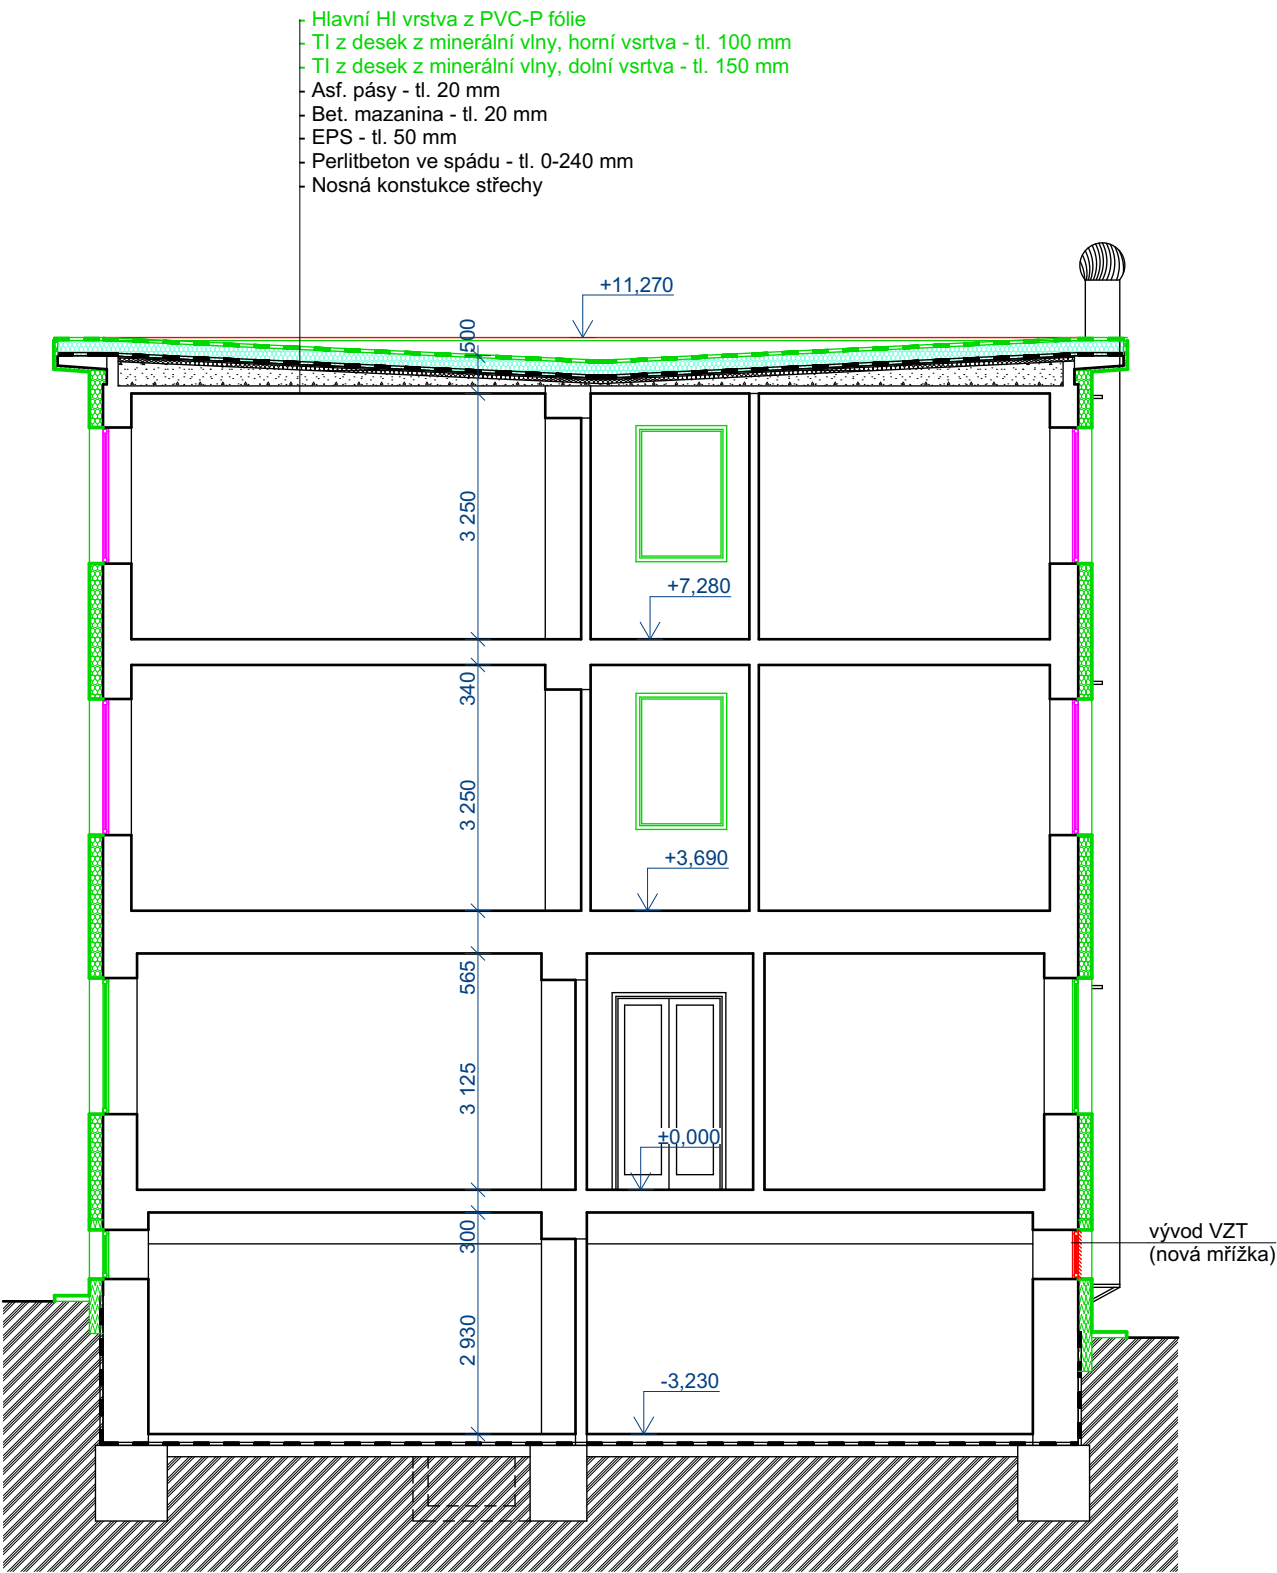 - Hlavní HI vrstva z PVC-P fólie
- TI z desek z minerální vlny, horní vsrtva - tl. 100 mm
- TI z desek z minerální vlny, dolní vsrtva - tl. 150 mm
- Asf. pásy - tl. 20 mm
- Bet. mazanina - tl. 20 mm
- EPS - tl. 50 mm
- Perlitbeton ve spádu - tl. 0-240 mm
- Nosná konstukce střechy
+11,270
500
3 250
+7,280
340
3 250
+3,690
565
3 125
±0,000
300
vývod VZT
(nová mřížka)
2 930
-3,230